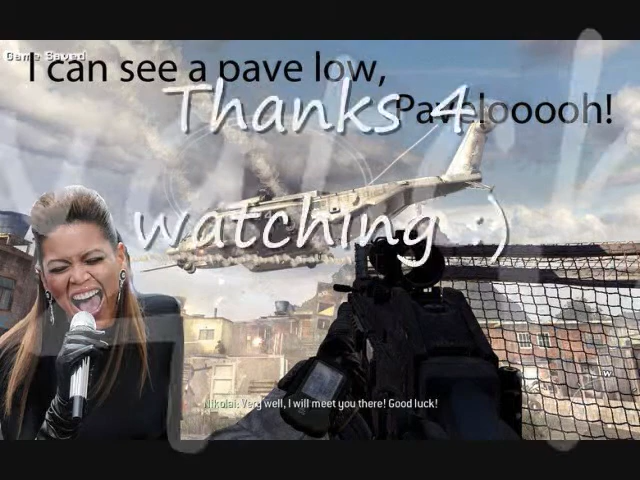 Game Saved
I can see a pave low,
Pavelooooh!
Thanks 4
watching :)
Nikolai: Very well, I will meet you there! Good luck!